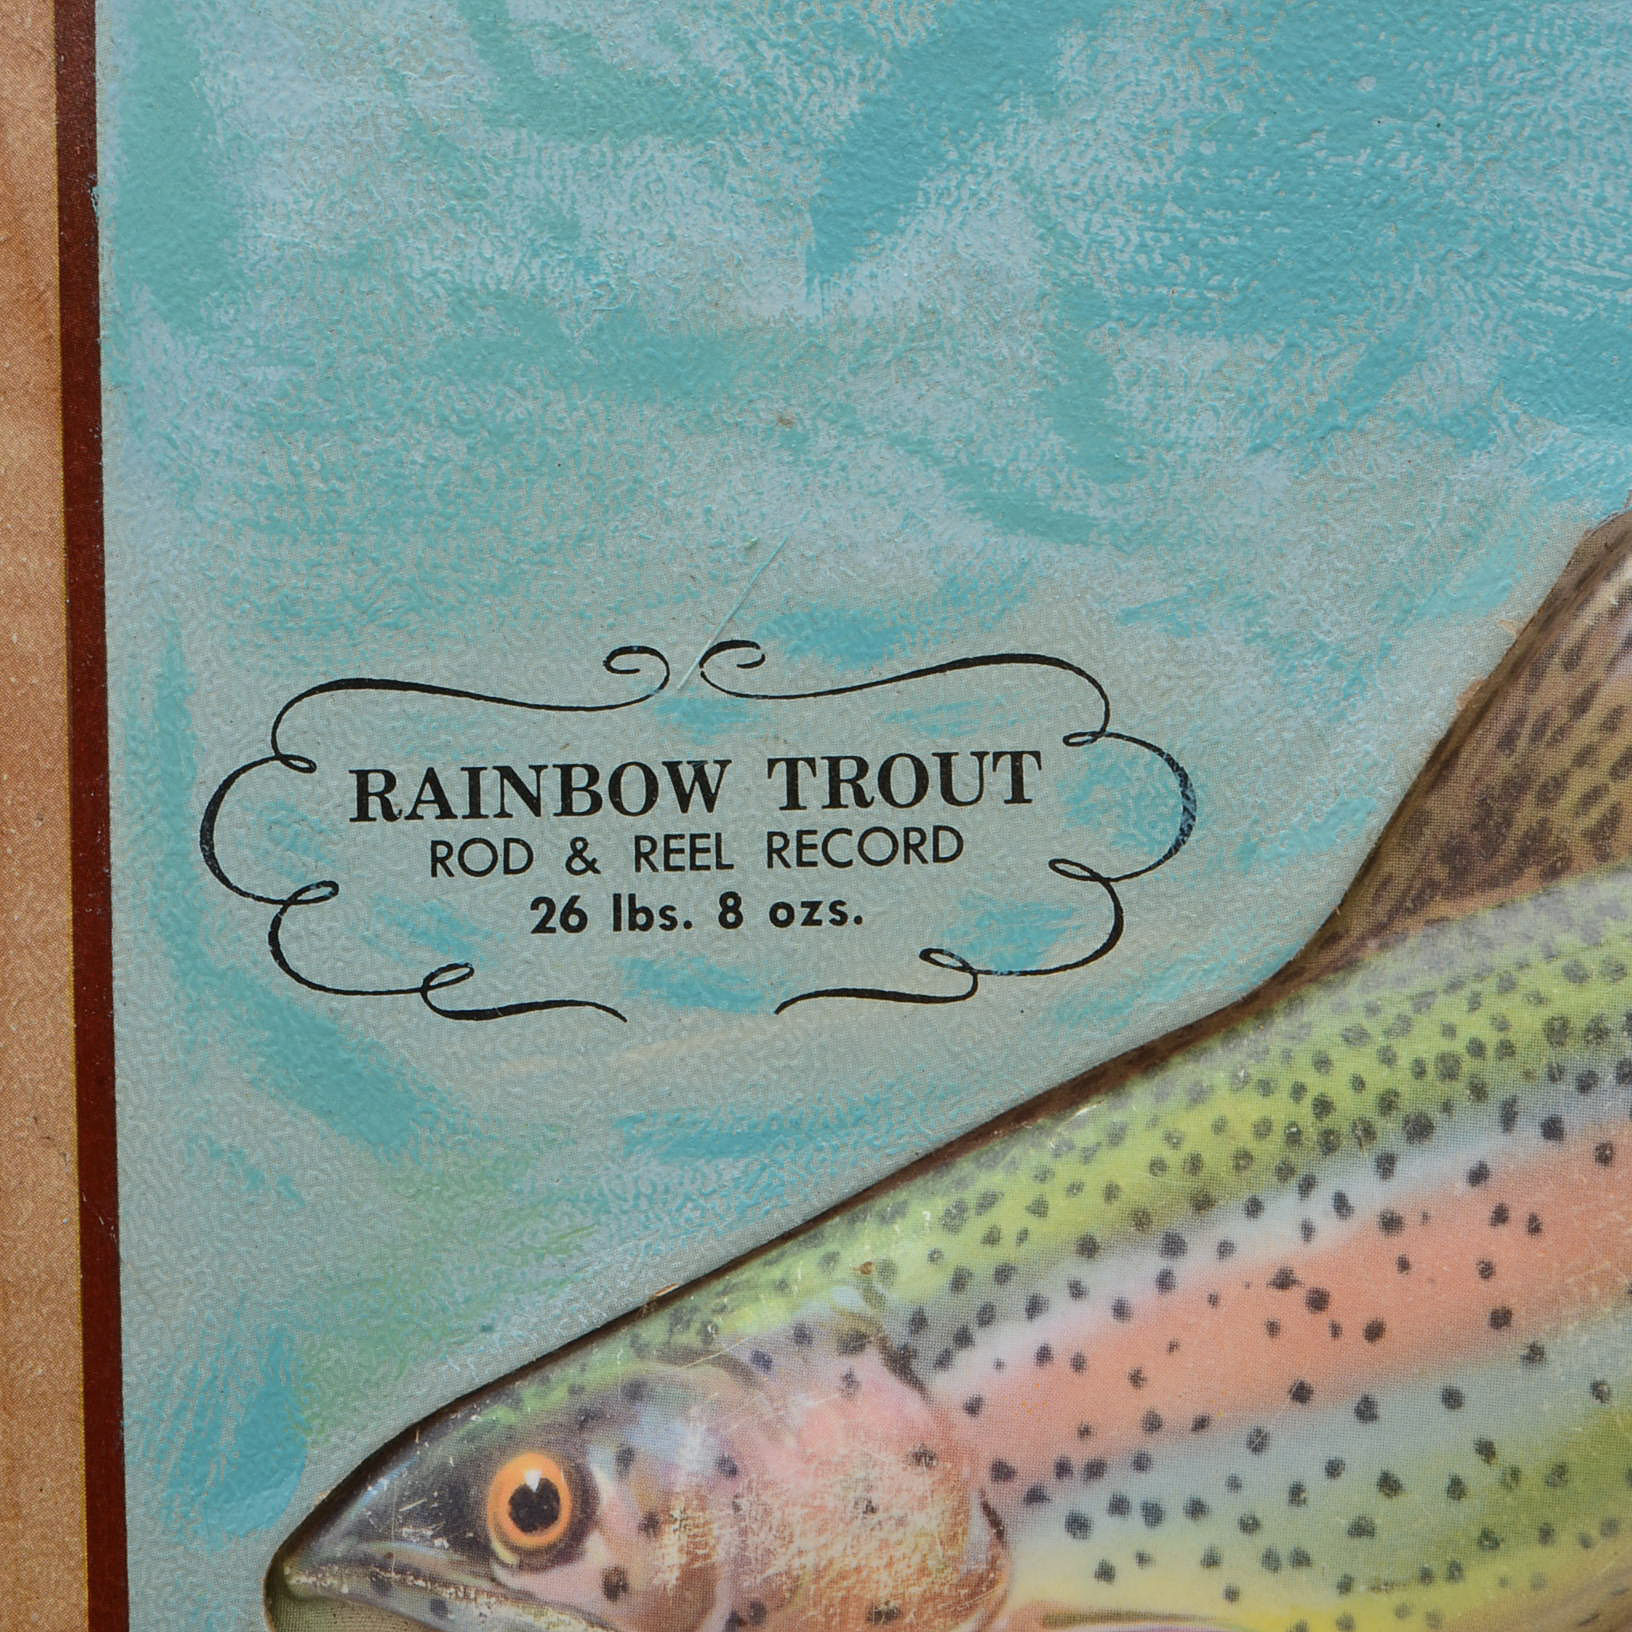 RAINBOW TROUT
ROD & REEL RECORD
26 lbs. 8 ozs.